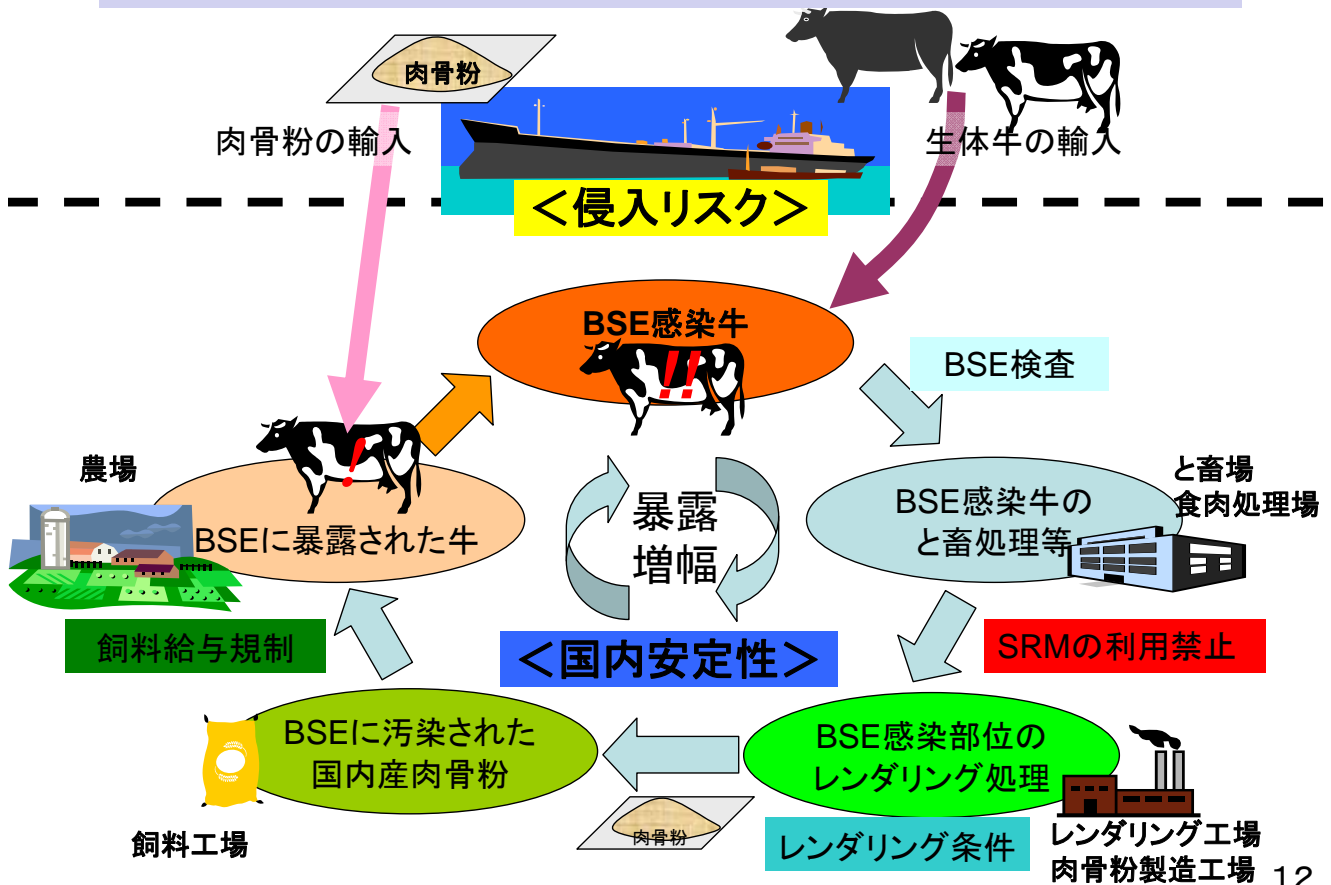 肉骨粉
肉骨粉の輸入
生体牛の輸入
＜侵入リスク＞
BSE感染牛
BSE検査
農場
BSEに暴露された牛
暴露
増幅
BSE感染牛の
と畜処理等
と畜場
食肉処理場
飼料給与規制
＜国内安定性＞
SRMの利用禁止
BSEに汚染された
国内産肉骨粉
BSE感染部位の
レンダリング処理
肉骨粉
飼料工場
レンダリング条件
レンダリング工場
肉骨粉製造工場
12